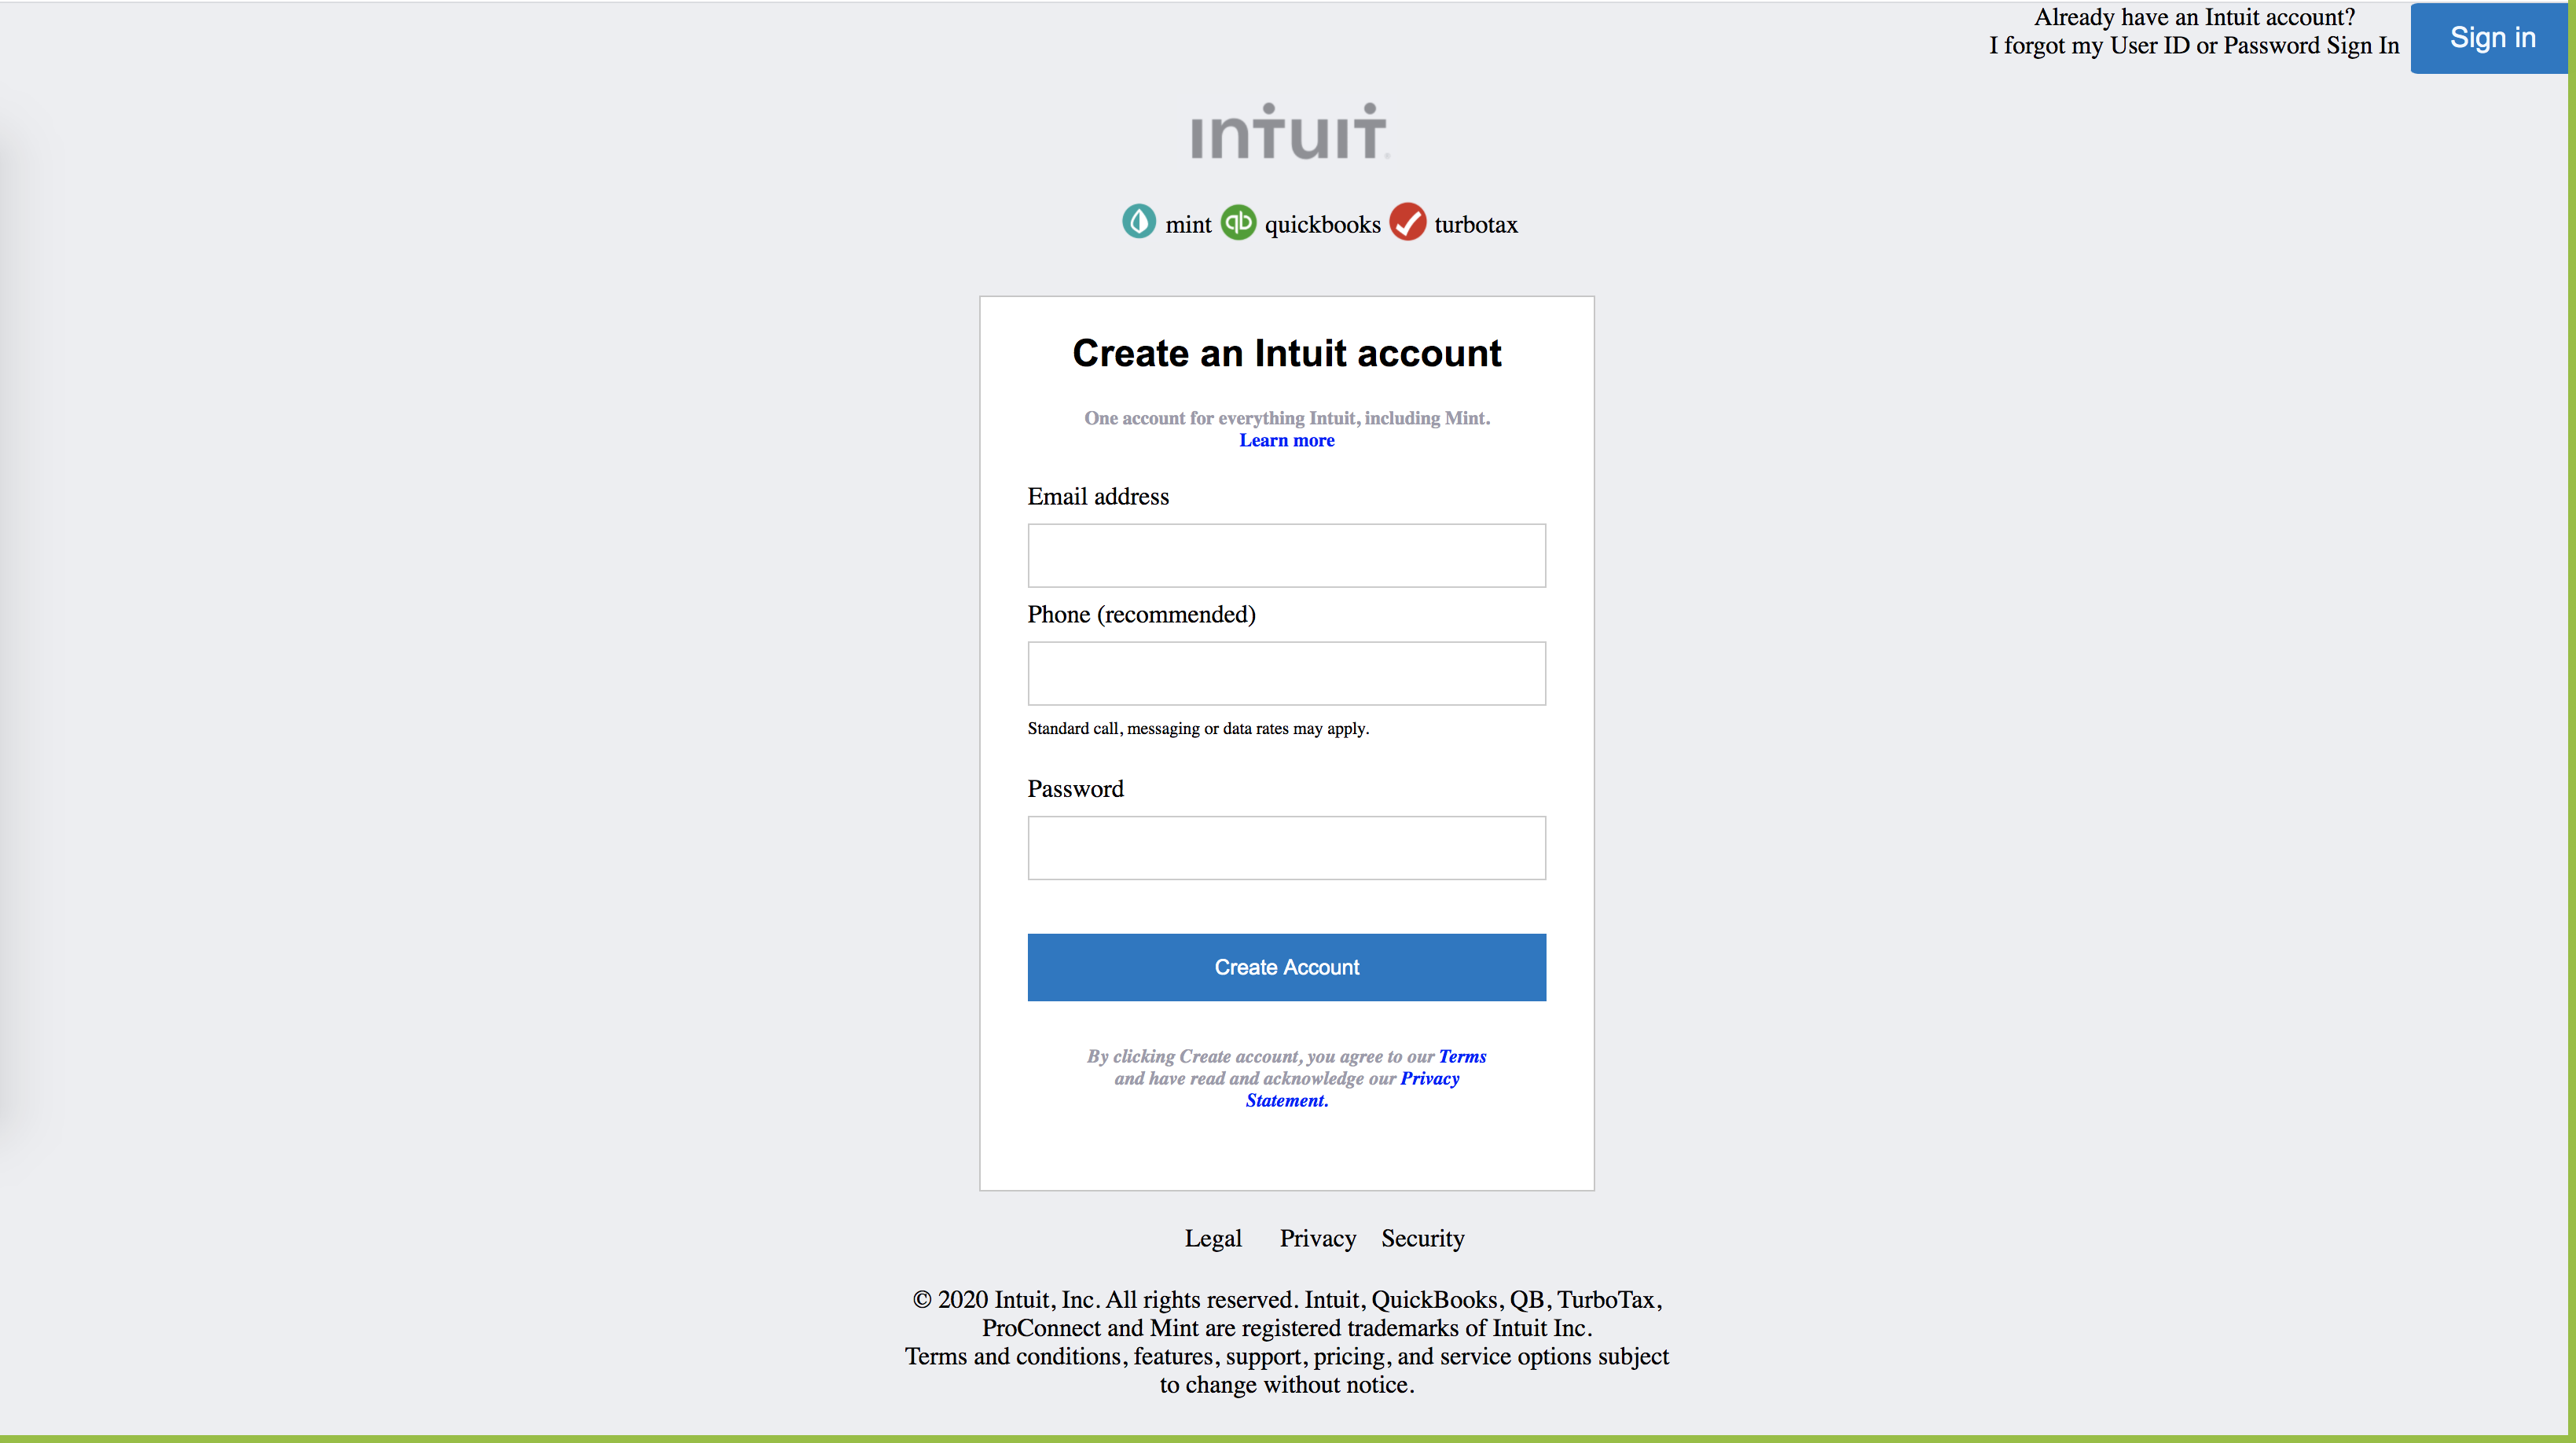 Already have an Intuit account?
I forgot my User ID or Password Sign In
Sign in
intuit
mint quickbooks turbotax
Create an Intuit account
One account for everything Intuit, including Mint.
Learn more
Email address
Phone (recommended)
Standard call, messaging or data rates may apply.
Password
Create Account
By clicking Create account, you agree to our Terms
and have read and acknowledge our Privacy
Statement.
Legal Privacy Security
© 2020 Intuit, Inc. All rights reserved. Intuit, QuickBooks, QB, TurboTax,
ProConnect and Mint are registered trademarks of Intuit Inc.
Terms and conditions, features, support, pricing, and service options subject
to change without notice.